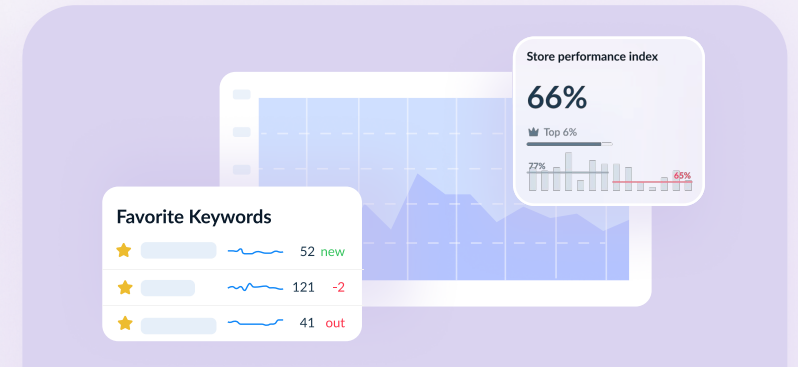 Store performance index
66%
Top 6%
77%
65%
Favorite Keywords
52 new
121 -2
41 out